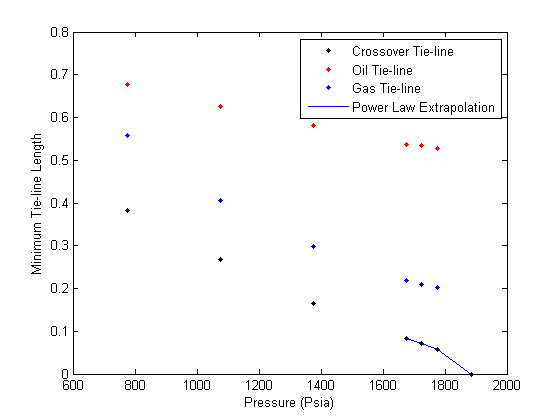 0.8
0.7
0.6
0.5
0.4
0.3
0.2
0.1
0
Minimum Tie-line Length
Crossover Tie-line
Oil Tie-line
Gas Tie-line
Power Law Extrapolation
600 800 1000 1200 1400 1600 1800 2000
Pressure (Psia)